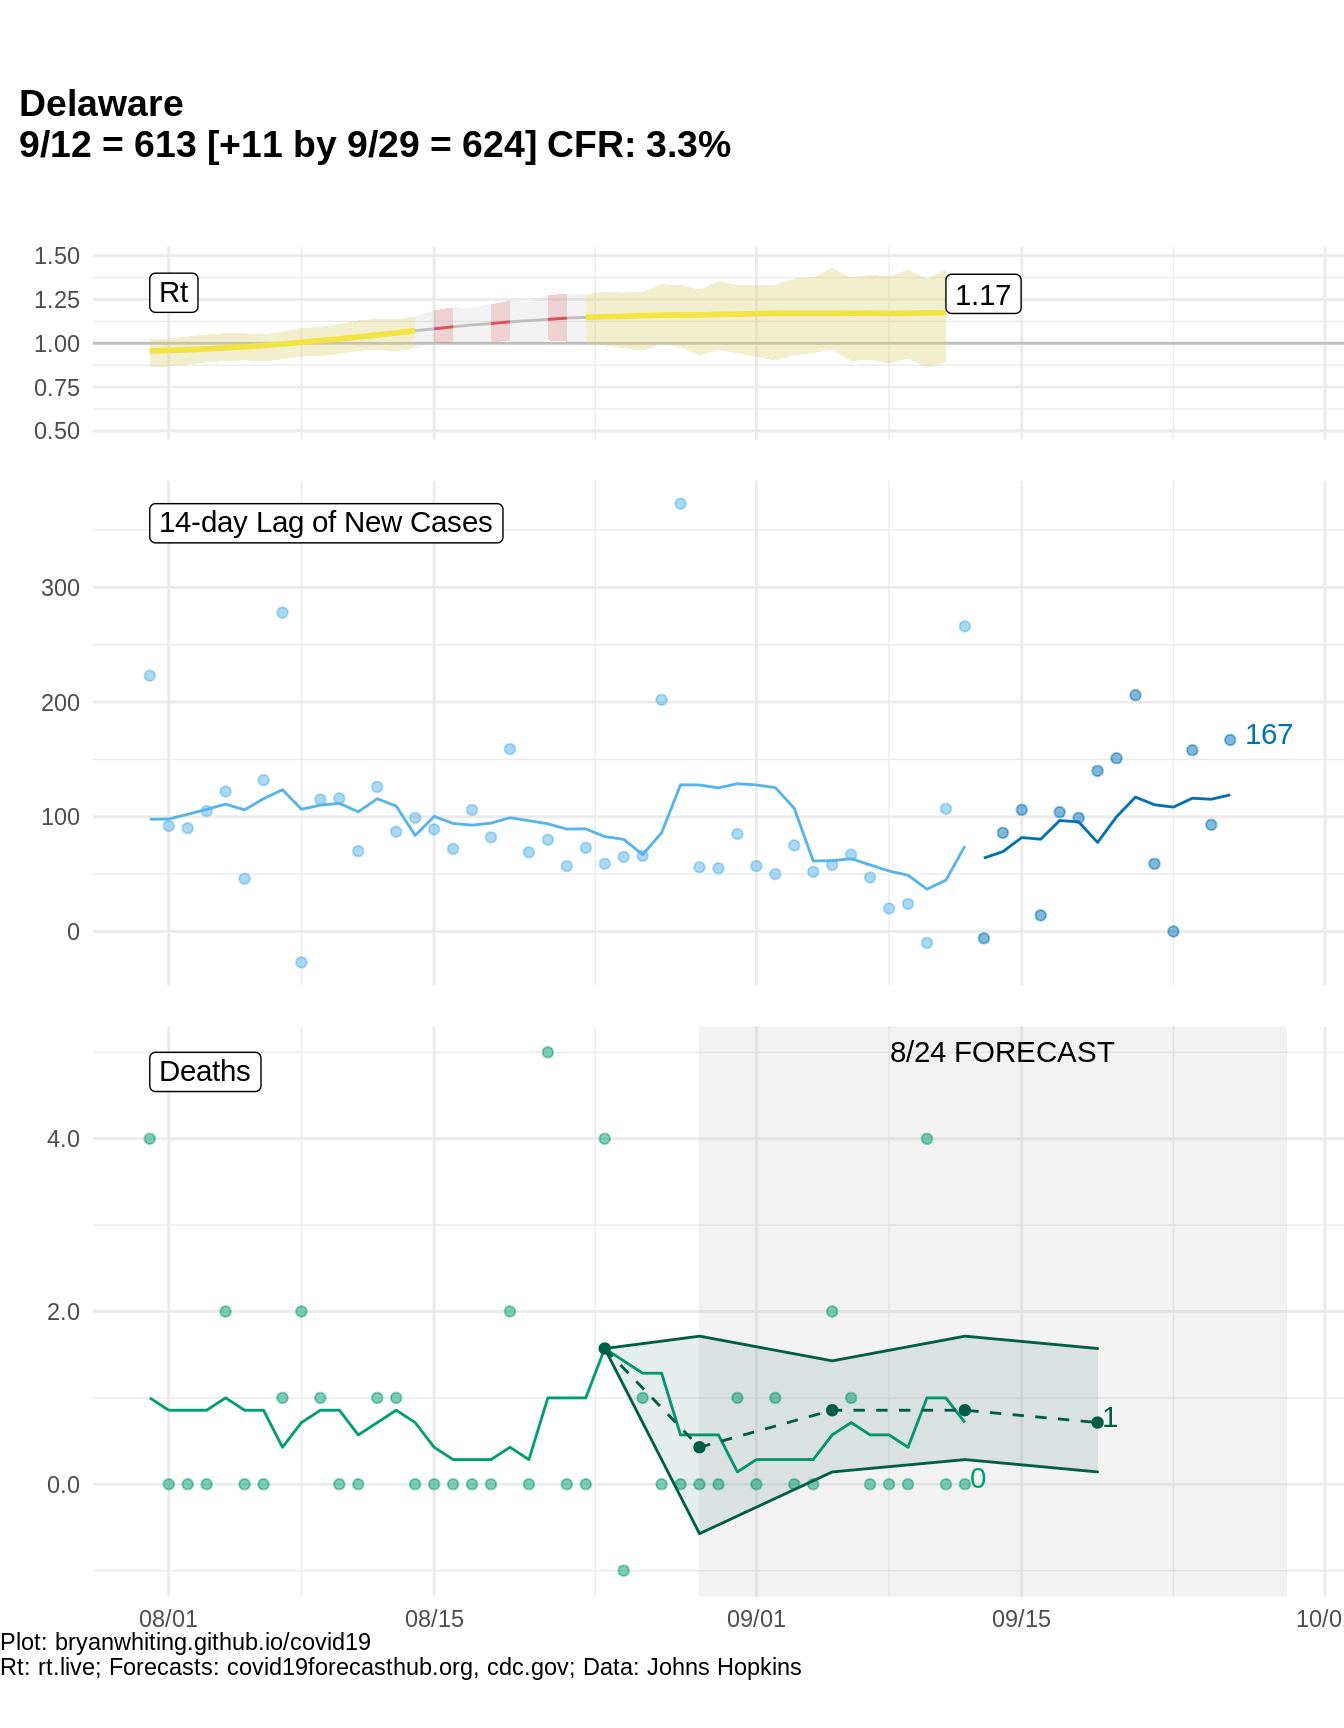 Delaware
9/12 = 613 [+11 by 9/29 = 624] CFR: 3.3%
1.50
1.25
1.00
0.75
0.50
Rt
1.17
14-day Lag of New Cases
300
200
100
0
167
Deaths
8/24 FORECAST
4.0
2.0
0.0
1
0
08/01
08/15
09/01
09/15
10/0
Plot: bryanwhiting.github.io/covid19
Rt: rt.live; Forecasts: covid19forecasthub.org, cdc.gov; Data: Johns Hopkins